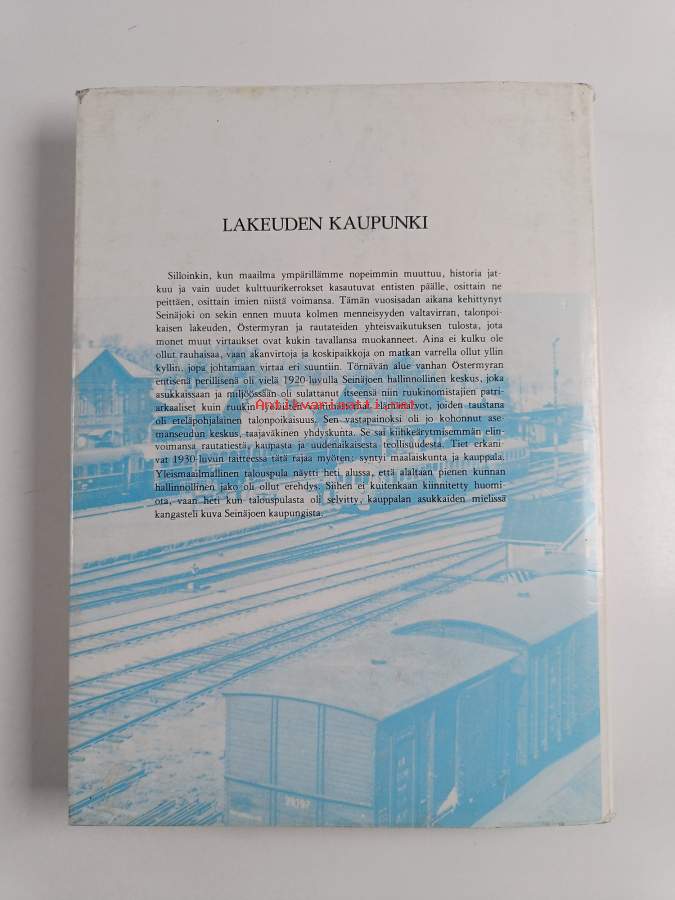 LAKEUDEN KAUPUNKI
Silloinkin, kun maailma ympärillämme nopeimmin muuttuu, historia jat-
kuu ja vain uudet kulttuurikerrokset kasautuvat entisten päälle, osittain ne
peittäen, osittain imien niistä voimansa. Tämän vuosisadan aikana kehittynyt
Seinäjoki on sekin ennen muuta kolmen menneisyyden valtavirran, talonpoi-
kaisen lakeuden, Östermyran ja rautateiden yhteisvaikutuksen tulosta, jota
monet muut virtaukset ovat kukin tavallansa muokanneet. Aina ei kulku ole
ollut rauhaisaa, vaan akanvirtoja ja koskipaikkoja on matkan varrella ollut yllin
kyllin, jopa johtamaan virtaa eri suuntiin. Törnävän alue vanhan Östermyran
entisenä perillisenä oli vielä 1920-luvulla Seinäjoen hallinnollinen keskus, joka
asukkaissaan ja miljöössään oli sulattanut itseensä niin ruukinomistajien patri-
arkaaliset kuin ruukin elämänarvot, joiden taustana
Antikvariaatti.net
oli eteläpohjalainen talonpoikaisuus. Sen vastapainoksi oli jo kohonnut ase-
manseudun keskus, taajaväkinen yhdyskunta. Se sai kiihkeärytmisemmän elin-
voimansa rautatiestä, kaupasta ja uudenaikaisesta teollisuudesta. Tiet erkani-
vat 1930-luvun taitteessa tätä rajaa myöten: syntyi maalaiskunta ja kauppala.
Yleismaailmallinen talouspula näytti heti alussa, että alaltaan pienen kunnan
hallinnollinen jako oli ollut erehdys. Siihen ei kuitenkaan kiinnitetty huomi-
ota, vaan heti kun talouspulasta oli selvitty, kauppalan asukkaiden mielissä
kangasteli kuva Seinäjoen kaupungista.